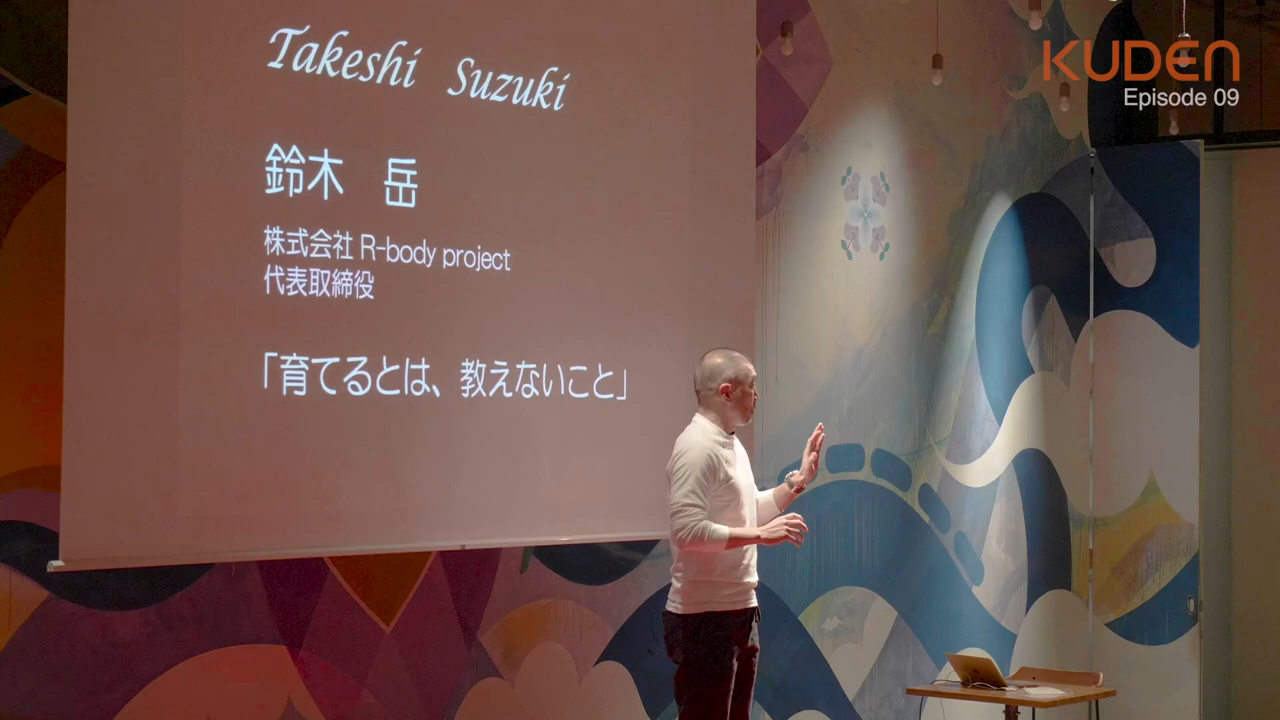 Takeshi Suzuki
鈴木 岳
株式会社 R-body project
代表取締役
「育てるとは、教えないこと」
KUDEN
Episode 09